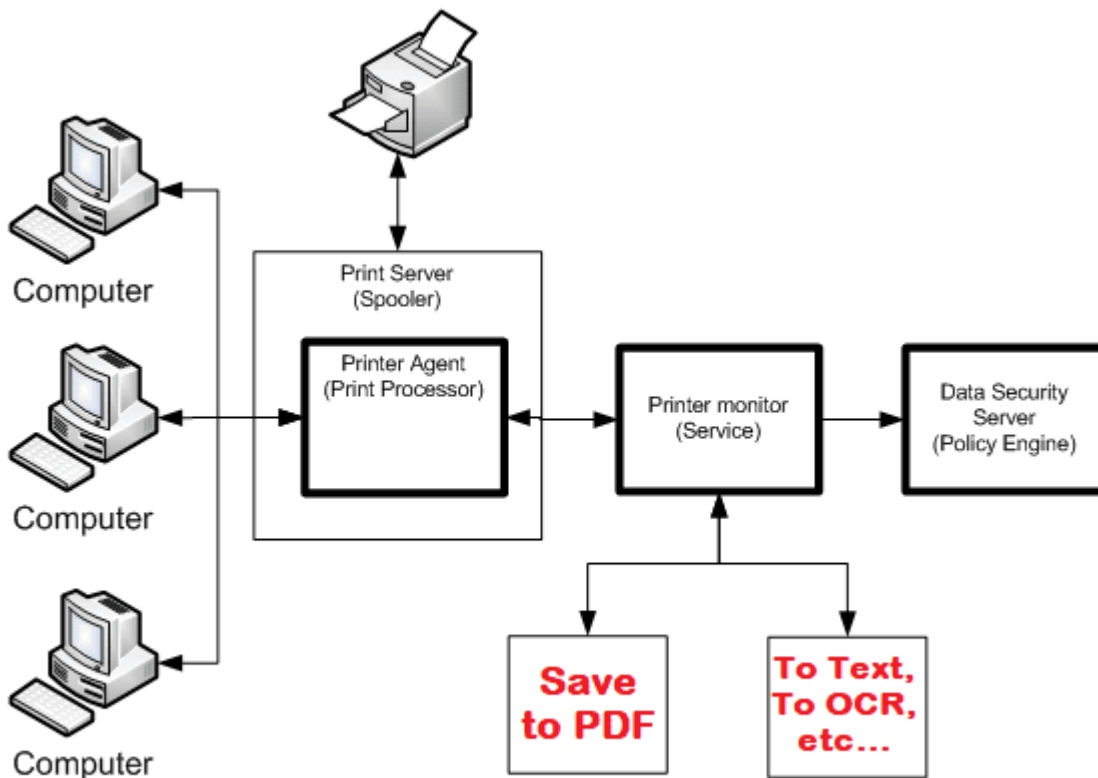 Computer
Computer
Computer
Print Server
(Spooler)
Printer Agent
(Print Processor)
Printer monitor
(Service)
Data Security
Server
(Policy Engine)
Save
to PDF
To Text,
To OCR,
etc...